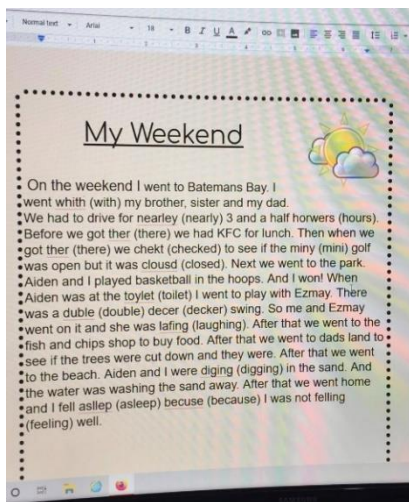 Normal text Arial 18 B I U A
My Weekend
On the weekend I went to Batemans Bay. I
went whith (with) my brother, sister and my dad.
We had to drive for nearley (nearly) 3 and a half horwers (hours).
Before we got ther (there) we had KFC for lunch. Then when we
got ther (there) we chekt (checked) to see if the miny (mini) golf
was open but it was clousd (closed). Next we went to the park.
Aiden and I played basketball in the hoops. And I won! When
Aiden was at the toylet (toilet) I went to play with Ezmay. There
was a duble (double) decer (decker) swing. So me and Ezmay
went on it and she was lafing (laughing). After that we went to the
fish and chips shop to buy food. After that we went to dads land to
see if the trees were cut down and they were. After that we went
to the beach. Aiden and I were diging (digging) in the sand. And
the water was washing the sand away. After that we went home
and I fell asllep (asleep) becuse (because) I was not felling
(feeling) well.